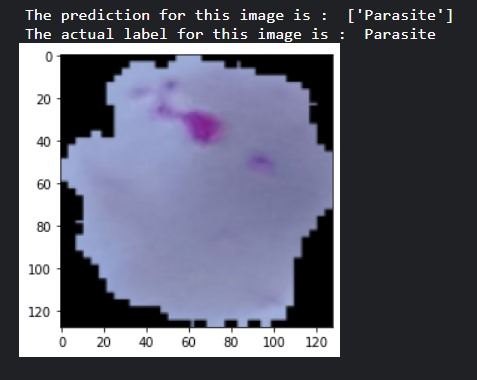 The prediction for this image is :  ['Parasite']
The actual label for this image is :  Parasite
0
20
40
60
80
100
120
0 20 40 60 80 100 120